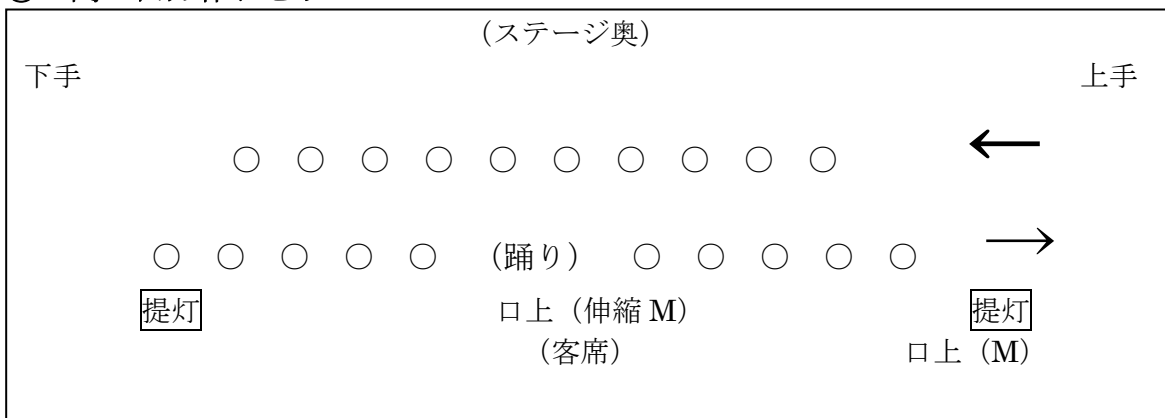 (ステージ奥)
下手 上手
○ ○ ○ ○ ○ ○ ○ ○ ○ ○ ←
○ ○ ○ ○ ○ (踊り) ○ ○ ○ ○ ○ →
提灯 口上(伸縮 M) 提灯
(客席) 口上(M)